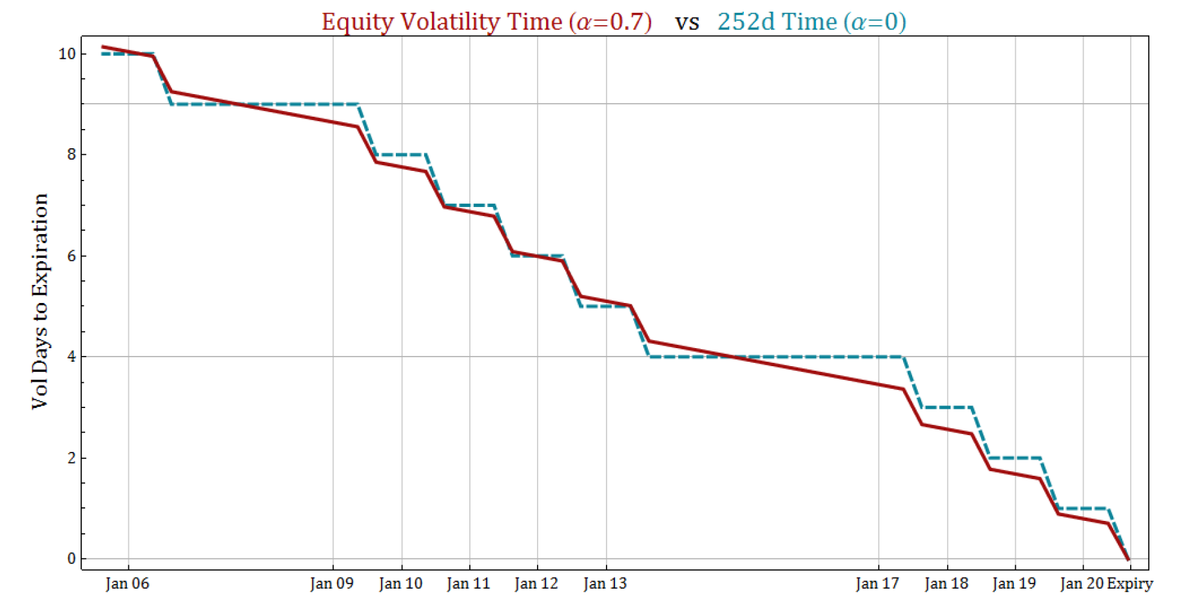 Equity Volatility Time (α=0.7) vs 252d Time (α=0)
Vol Days to Expiration
10
8
6
4
2
0
Jan 06 Jan 09 Jan 10 Jan 11 Jan 12 Jan 13 Jan 17 Jan 18 Jan 19 Jan 20 Expiry